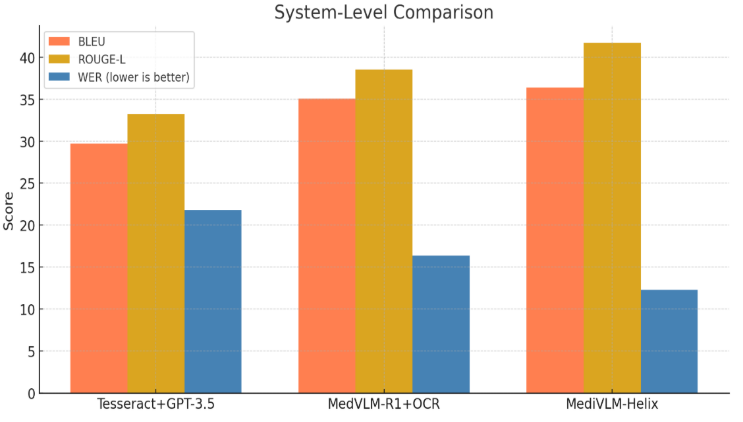 System-Level Comparison
BLEU
ROUGE-L
WER (lower is better)
Score
40
35
30
25
20
15
10
5
0
Tesseract+GPT-3.5
MedVLM-R1+OCR
MediVLM-Helix